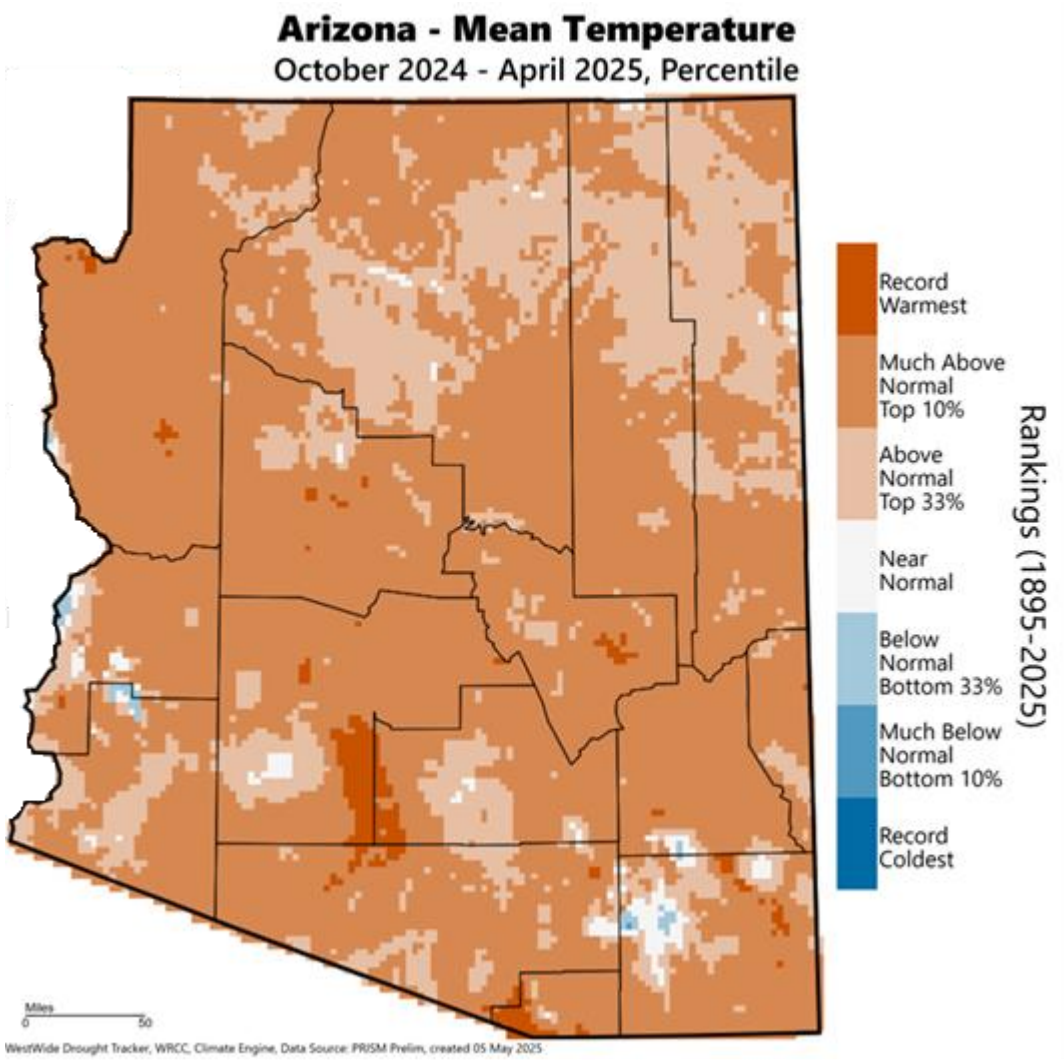 Arizona - Mean Temperature
October 2024 - April 2025, Percentile
Record
Warmest
Much Above
Normal
Top 10%
Above
Normal
Top 33%
Near
Normal
Below
Normal
Bottom 33%
Much Below
Normal
Bottom 10%
Record
Coldest
Rankings (1895-2025)
Miles
0 50
WestWide Drought Tracker, WRCC, Climate Engine, Data Source: PRISM Prelim, created 05 May 2025